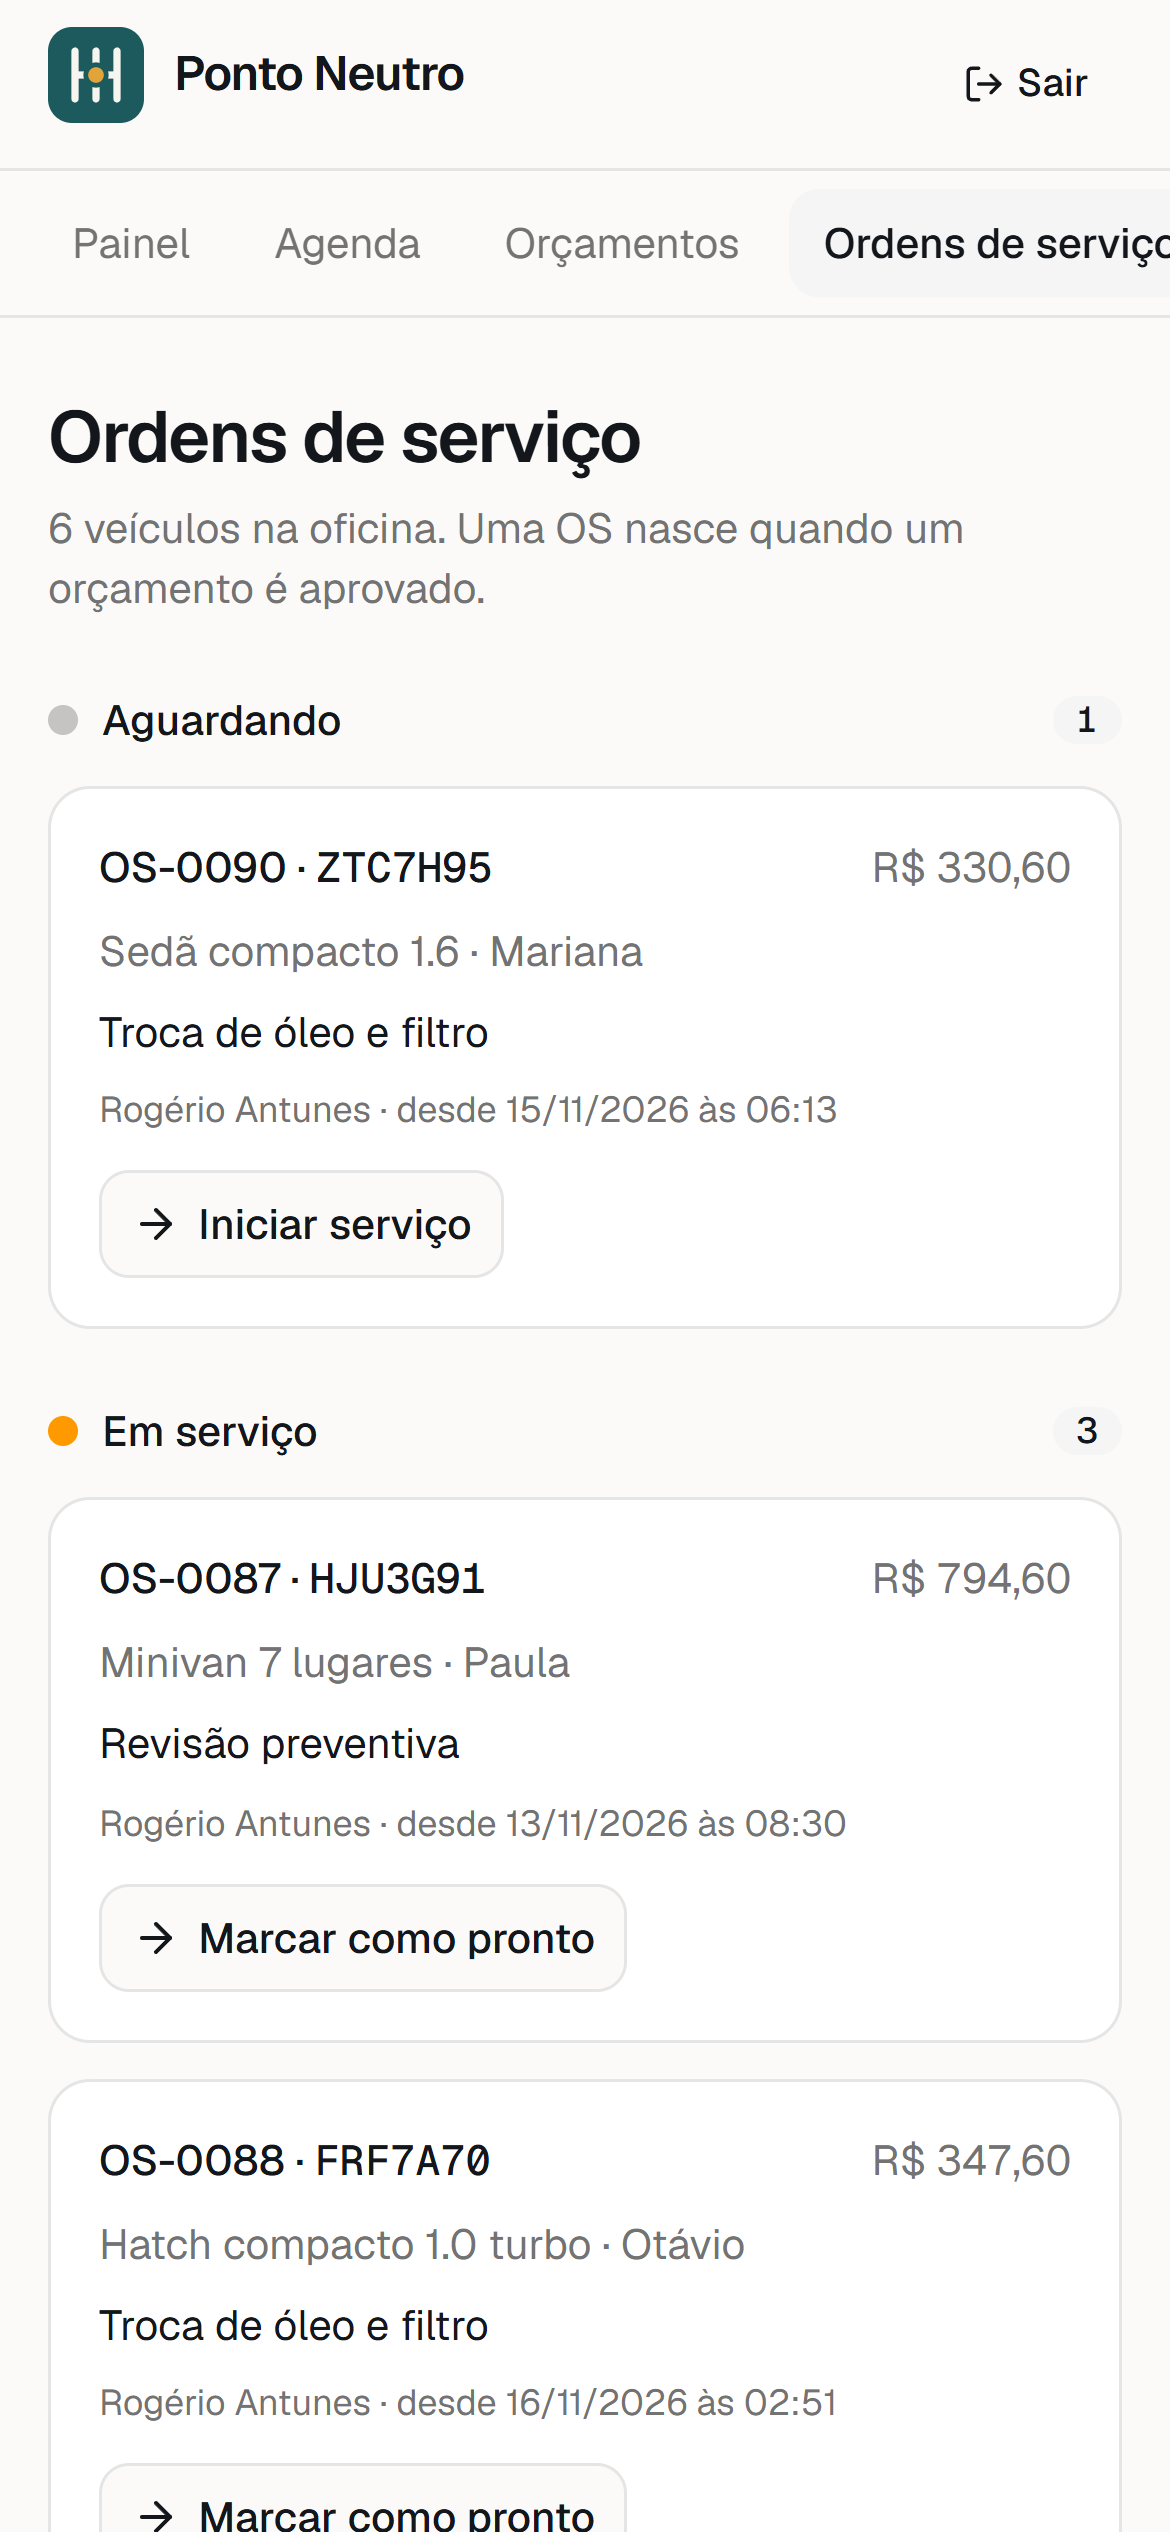 Ponto Neutro
Sair
Painel
Agenda
Orçamentos
Ordens de serviço
Ordens de serviço
6 veículos na oficina. Uma OS nasce quando um
orçamento é aprovado.
Aguardando
1
OS-0090 · ZTC7H95
R$ 330,60
Sedã compacto 1.6 · Mariana
Troca de óleo e filtro
Rogério Antunes · desde 15/11/2026 às 06:13
Iniciar serviço
Em serviço
3
OS-0087 · HJU3G91
R$ 794,60
Minivan 7 lugares · Paula
Revisão preventiva
Rogério Antunes · desde 13/11/2026 às 08:30
Marcar como pronto
OS-0088 · FRF7A70
R$ 347,60
Hatch compacto 1.0 turbo · Otávio
Troca de óleo e filtro
Rogério Antunes · desde 16/11/2026 às 02:51
Marcar como pronto